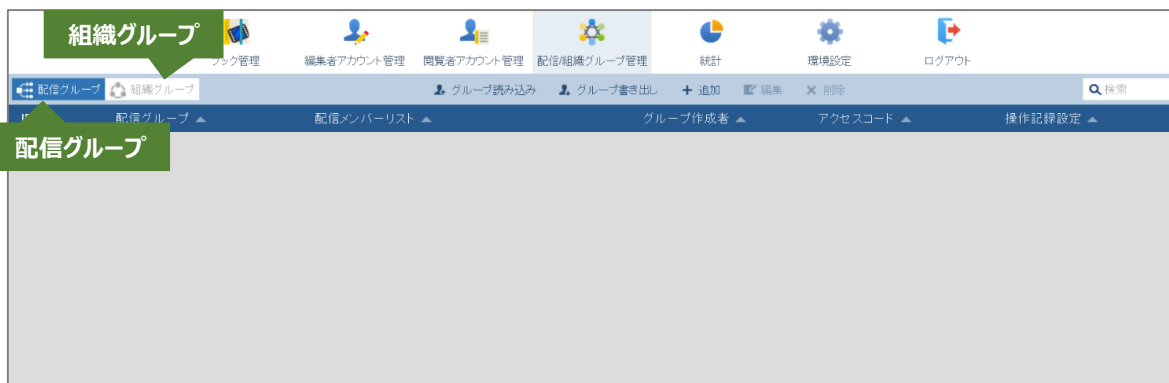 組織グループ
ブック管理 編集者アカウント管理 閲覧者アカウント管理 配信/組織グループ管理 統計 環境設定 ログアウト
配信グループ 組織グループ グループ読み込み グループ書き出し 追加 編集 削除 検索
配信グループ 配信メンバーリスト グループ作成者 アクセスコード 操作記録設定
配信グループ